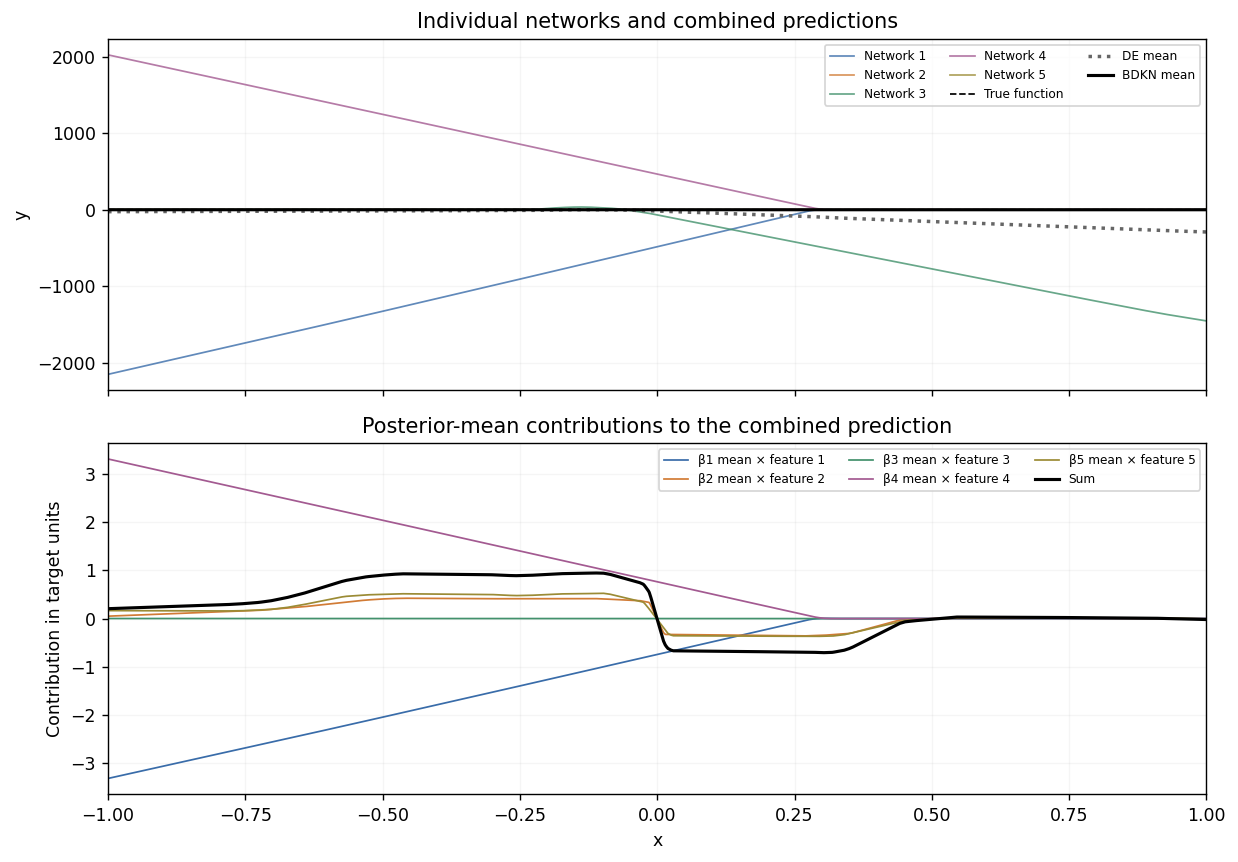 Individual networks and combined predictions
2000
1000
0
−1000
−2000
y
Network 1
Network 2
Network 3
Network 4
Network 5
True function
DE mean
BDKN mean
Posterior-mean contributions to the combined prediction
3
2
1
0
−1
−2
−3
Contribution in target units
β1 mean × feature 1
β2 mean × feature 2
β3 mean × feature 3
β4 mean × feature 4
β5 mean × feature 5
Sum
−1.00 −0.75 −0.50 −0.25 0.00 0.25 0.50 0.75 1.00
x